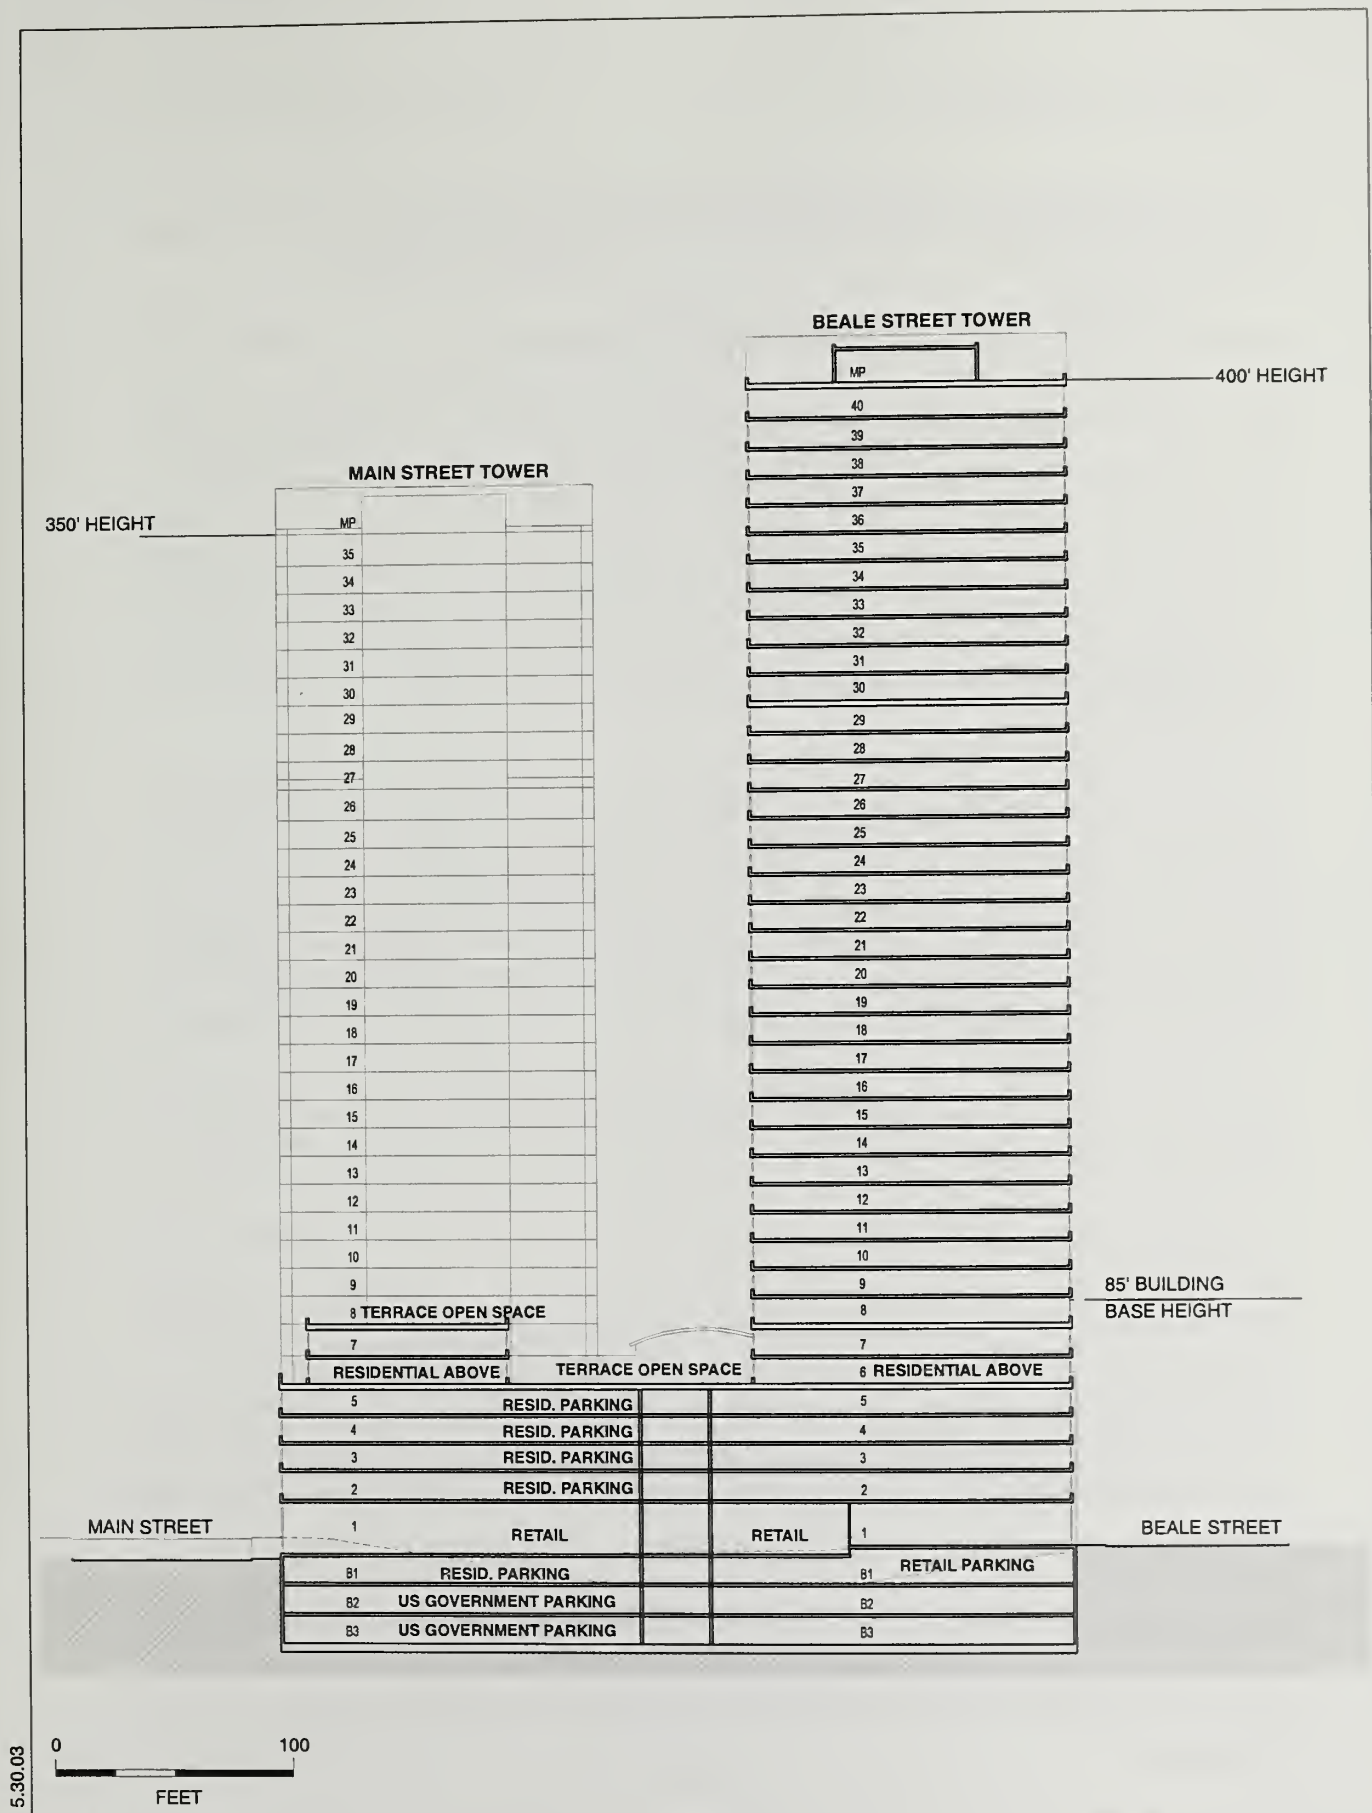 BEALE STREET TOWER
MP
400' HEIGHT
40
39
38
37
36
35
34
33
32
31
30
29
28
27
26
25
24
23
22
21
20
19
18
17
16
15
14
13
12
11
10
9
8
7
6 RESIDENTIAL ABOVE
5
4
3
2
1
B1 RETAIL PARKING
B2
B3
85' BUILDING
BASE HEIGHT
BEALE STREET
MAIN STREET TOWER
350' HEIGHT
MP
35
34
33
32
31
30
29
28
27
26
25
24
23
22
21
20
19
18
17
16
15
14
13
12
11
10
9
8 TERRACE OPEN SPACE
7
RESIDENTIAL ABOVE
TERRACE OPEN SPACE
5 RESID. PARKING
4 RESID. PARKING
3 RESID. PARKING
2 RESID. PARKING
MAIN STREET
1 RETAIL
RETAIL
B1 RESID. PARKING
B2 US GOVERNMENT PARKING
B3 US GOVERNMENT PARKING
0 100
FEET
5.30.03